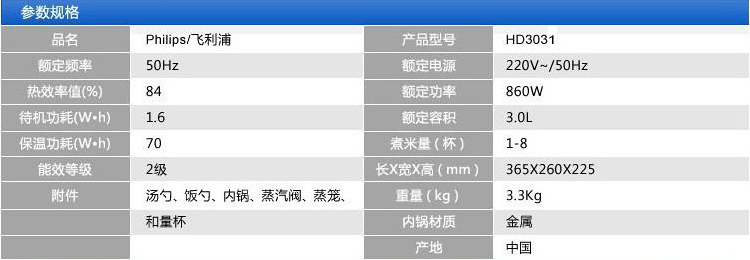 参数规格
品名 Philips/飞利浦 产品型号 HD3031
额定频率 50Hz 额定电源 220V~/50Hz
热效率值(%) 84 额定功率 860W
待机功耗(W•h) 1.6 额定容积 3.0L
保温功耗(W•h) 70 煮米量（杯） 1-8
能效等级 2级 长X宽X高（mm） 365X260X225
附件 汤勺、饭勺、内锅、蒸汽阀、蒸笼、 重量（kg） 3.3Kg
和量杯 内锅材质 金属
产地 中国